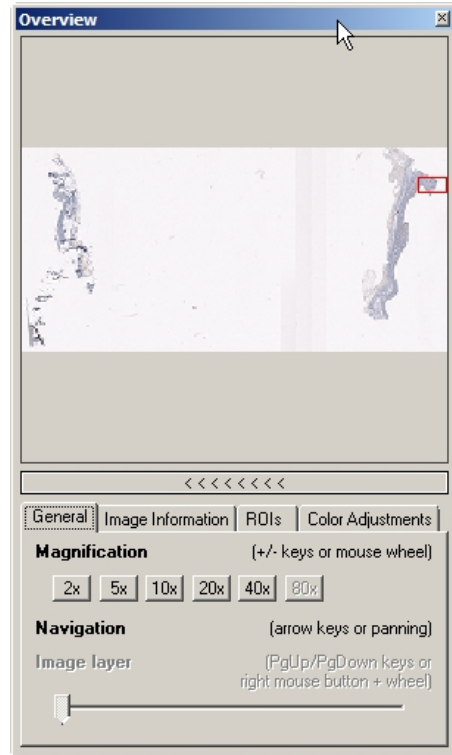 Overview
< < < < < < < <
General Image Information ROIs Color Adjustments
Magnification (+/- keys or mouse wheel)
2x 5x 10x 20x 40x 80x
Navigation (arrow keys or panning)
Image layer (PgUp/PgDown keys or
right mouse button + wheel)